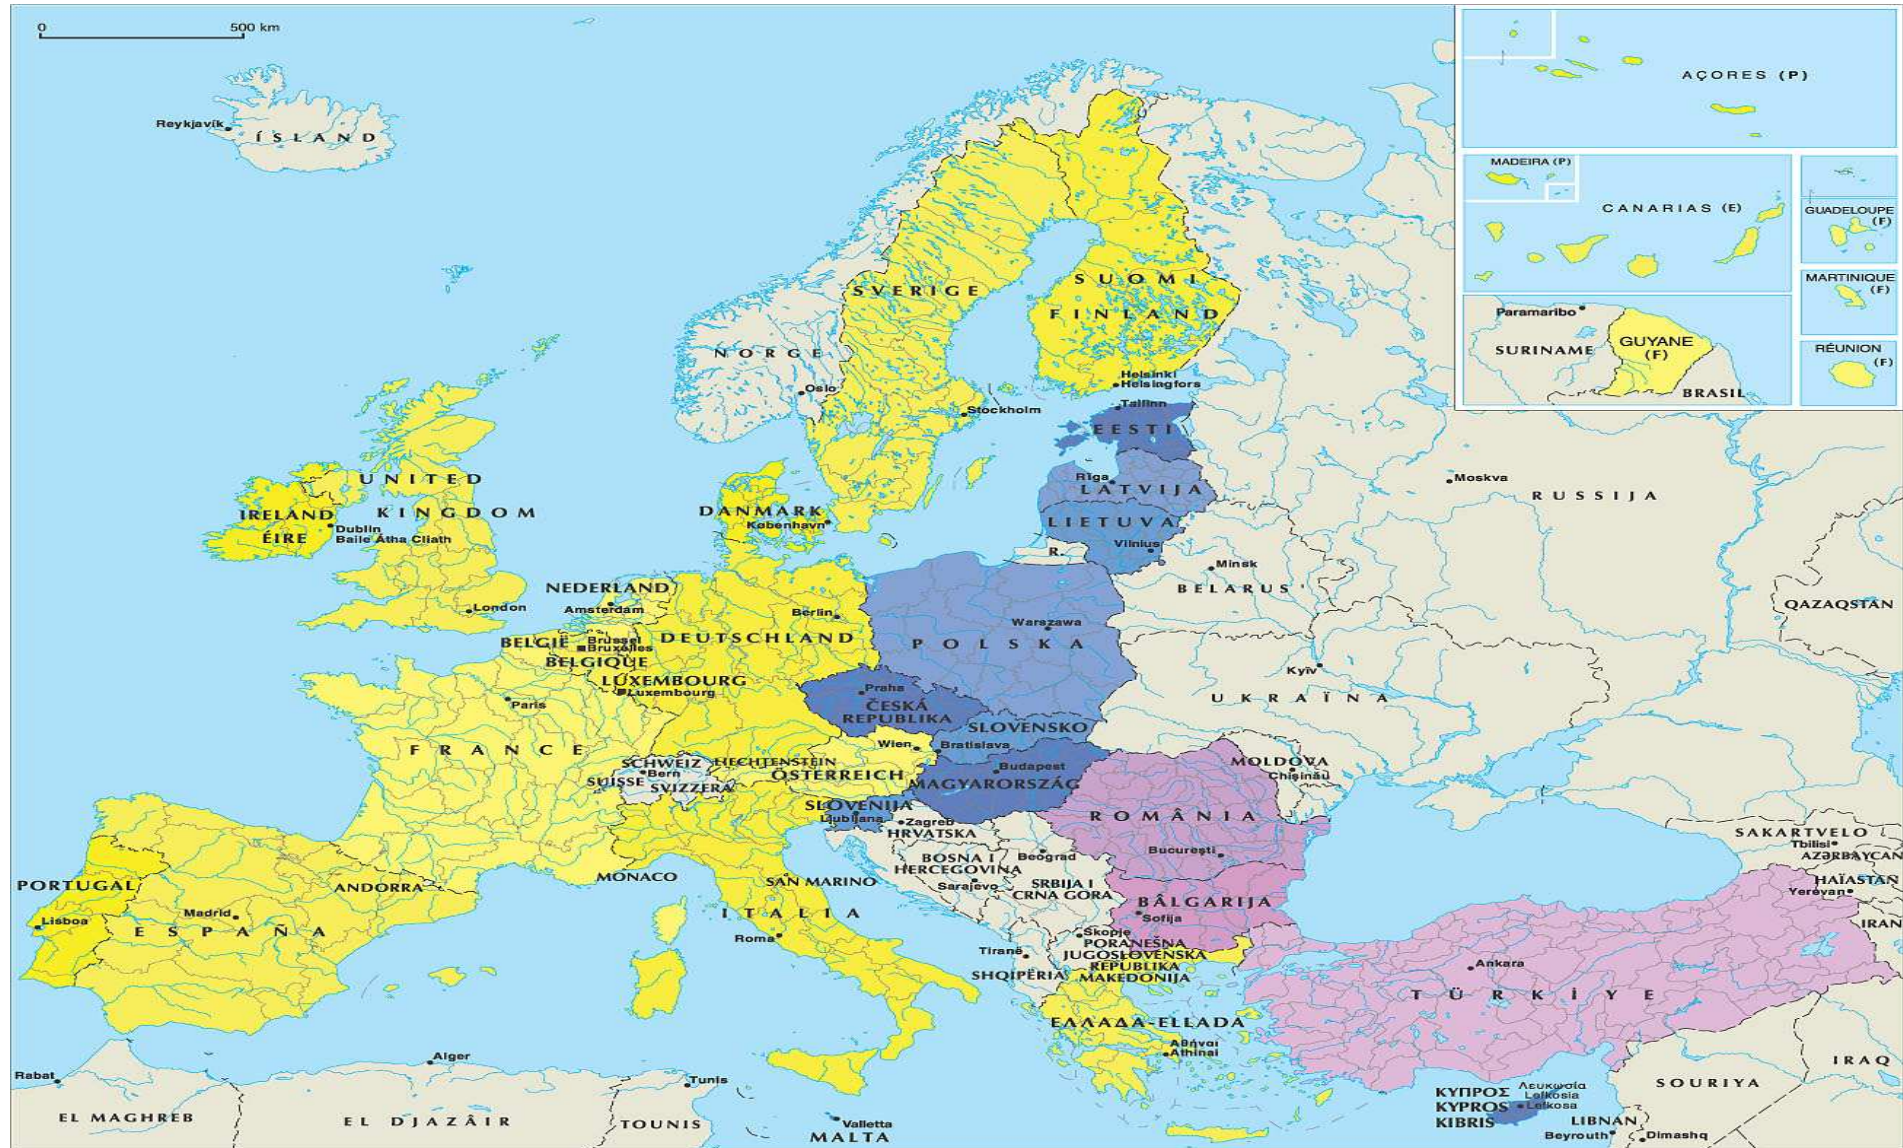 0 500 km
AÇORES (P)
MADEIRA (P)
CANARIAS (E)
GUADELOUPE
(F)
MARTINIQUE
(F)
Paramaribo
SURINAME
GUYANE
(F)
BRASIL
RÉUNION
(F)
Reykjavík
ÍSLAND
SVERIGE
SUOMI
FINLAND
NORGE
Oslo
Helsinki
Helsingfors
Stockholm
Tallinn
EESTI
Rīga
LATVIJA
LIETUVA
Vilnius
R.
Moskva
RUSSIJA
UNITED
KINGDOM
IRELAND
ÉIRE
Dublin
Baile Átha Cliath
London
DANMARK
København
Minsk
BELARUS'
QAZAQSTAN
NEDERLAND
Amsterdam
Berlin
DEUTSCHLAND
BELGIË
Brussel
Bruxelles
BELGIQUE
LUXEMBOURG
Luxembourg
Warszawa
POLSKA
Kyïv
UKRAÏNA
Paris
FRANCE
Praha
ČESKÁ
REPUBLIKA
SLOVENSKO
Bratislava
Wien
LIECHTENSTEIN
ÖSTERREICH
SCHWEIZ
Bern
SUISSE
SVIZZERA
Budapest
MAGYARORSZÁG
MOLDOVA
Chişinău
SLOVENIJA
Ljubljana
Zagreb
HRVATSKA
ROMÂNIA
Bucureşti
BOSNA I
HERCEGOVINA
Sarajevo
Beograd
SRBIJA I
CRNA GORA
MONACO
SAN MARINO
ITALIA
Roma
PORTUGAL
Lisboa
ANDORRA
Madrid
ESPAÑA
BÂLGARIJA
Sofija
Skopje
PORANEŠNA
JUGOSLOVENSKA
REPUBLIKA
MAKEDONIJA
Tiranë
SHQIPËRIA
SAKARTVELO
Tbilisi
AZƏRBAYCAN
HAÏASTAN
Yerevan
IRAN
Ankara
TÜRKİYE
ΕΛΛΑΔΑ-ELLADA
Αθήναι
Athinai
Rabat
EL MAGHREB
Alger
EL DJAZÂIR
Tunis
TOUNIS
Valletta
MALTA
ΚΥΠΡΟΣ
KYPROS
KIBRIS
Λευκωσία
Lefkosia
Lefkosa
SOURIYA
IRAQ
LIBNAN
Beyrouth
Dimashq